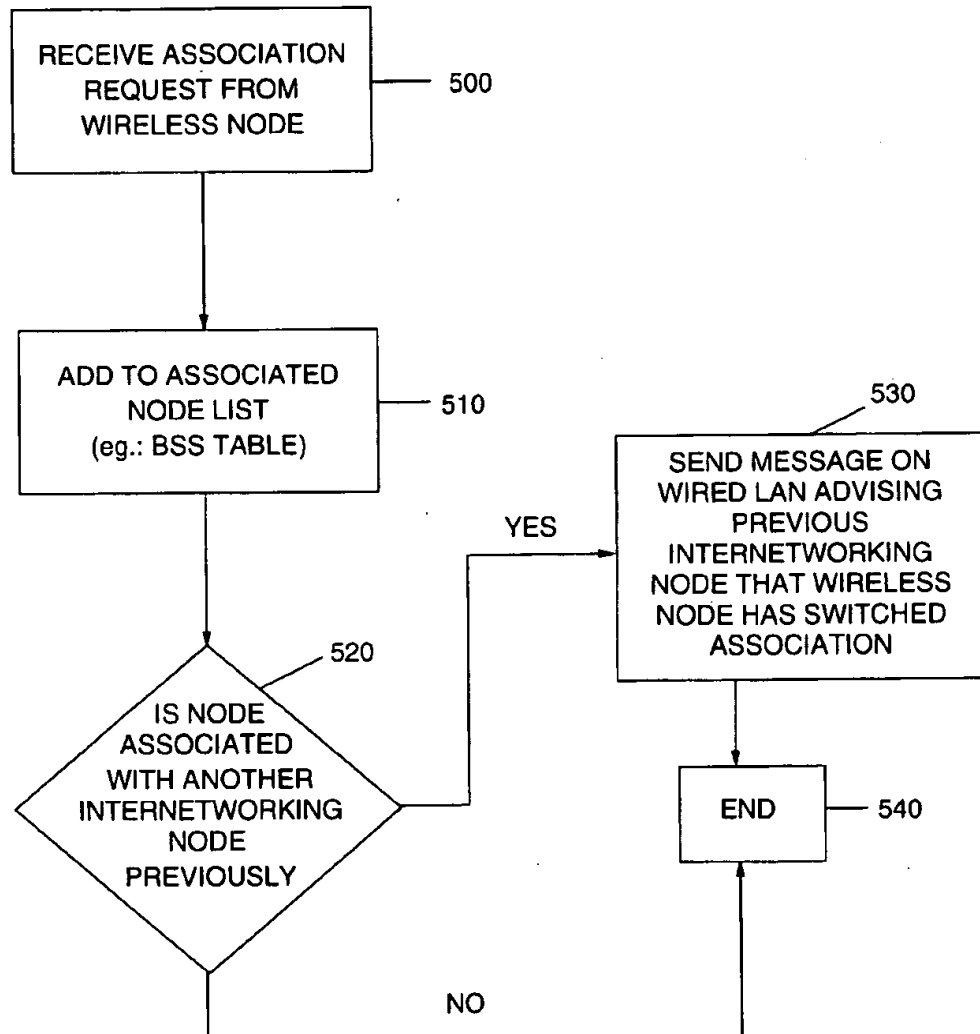 RECEIVE ASSOCIATION
REQUEST FROM
WIRELESS NODE
500
ADD TO ASSOCIATED
NODE LIST
(eg.: BSS TABLE)
510
IS NODE
ASSOCIATED
WITH ANOTHER
INTERNETWORKING
NODE
PREVIOUSLY
520
YES
530
SEND MESSAGE ON
WIRED LAN ADVISING
PREVIOUS
INTERNETWORKING
NODE THAT WIRELESS
NODE HAS SWITCHED
ASSOCIATION
END
540
NO